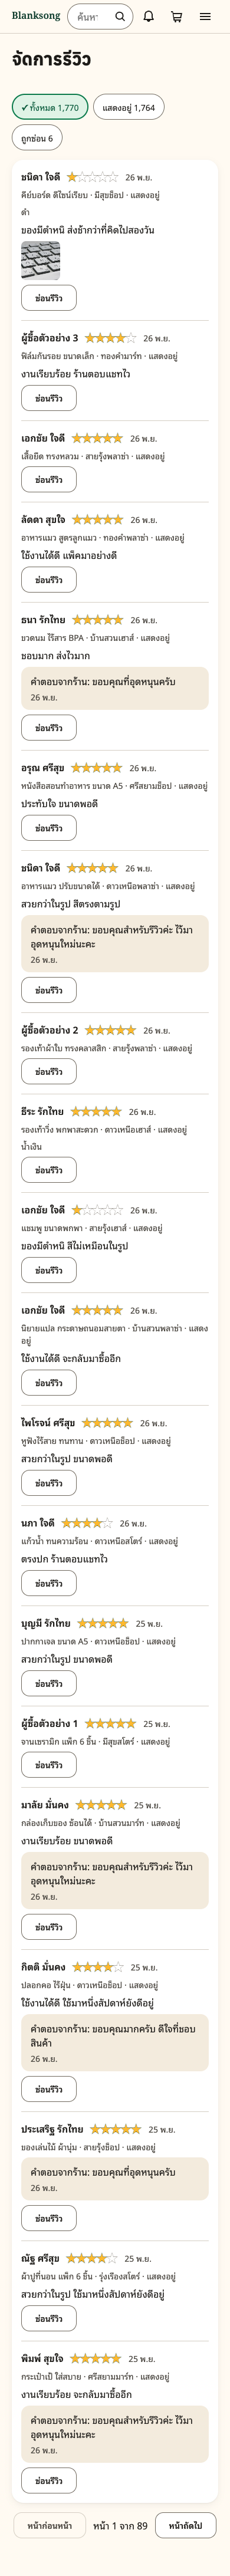 Blanksong
ค้นห
จัดการรีวิว
✓ ทั้งหมด 1,770
แสดงอยู่ 1,764
ถูกซ่อน 6
ชนิดา ใจดี 26 พ.ย.
คีย์บอร์ด ดีไซน์เรียบ · มีสุขช็อป · แสดงอยู่
ดำ
ของมีตำหนิ ส่งช้ากว่าที่คิดไปสองวัน
ซ่อนรีวิว
ผู้ซื้อตัวอย่าง 3 26 พ.ย.
ฟิล์มกันรอย ขนาดเล็ก · ทองคำมาร์ท · แสดงอยู่
งานเรียบร้อย ร้านตอบแชทไว
ซ่อนรีวิว
เอกชัย ใจดี 26 พ.ย.
เสื้อยืด ทรงหลวม · สายรุ้งพลาซ่า · แสดงอยู่
ซ่อนรีวิว
ลัดดา สุขใจ 26 พ.ย.
อาหารแมว สูตรลูกแมว · ทองคำพลาซ่า · แสดงอยู่
ใช้งานได้ดี แพ็คมาอย่างดี
ซ่อนรีวิว
ธนา รักไทย 26 พ.ย.
ขวดนม ไร้สาร BPA · บ้านสวนเฮาส์ · แสดงอยู่
ชอบมาก ส่งไวมาก
คำตอบจากร้าน: ขอบคุณที่อุดหนุนครับ
26 พ.ย.
ซ่อนรีวิว
อรุณ ศรีสุข 26 พ.ย.
หนังสือสอนทำอาหาร ขนาด A5 · ศรีสยามช็อป · แสดงอยู่
ประทับใจ ขนาดพอดี
ซ่อนรีวิว
ชนิดา ใจดี 26 พ.ย.
อาหารแมว ปรับขนาดได้ · ดาวเหนือพลาซ่า · แสดงอยู่
สวยกว่าในรูป สีตรงตามรูป
คำตอบจากร้าน: ขอบคุณสำหรับรีวิวค่ะ ไว้มา
อุดหนุนใหม่นะคะ
26 พ.ย.
ซ่อนรีวิว
ผู้ซื้อตัวอย่าง 2 26 พ.ย.
รองเท้าผ้าใบ ทรงคลาสสิก · สายรุ้งพลาซ่า · แสดงอยู่
ซ่อนรีวิว
ธีระ รักไทย 26 พ.ย.
รองเท้าวิ่ง พกพาสะดวก · ดาวเหนือเฮาส์ · แสดงอยู่
น้ำเงิน
ซ่อนรีวิว
เอกชัย ใจดี 26 พ.ย.
แชมพู ขนาดพกพา · สายรุ้งเฮาส์ · แสดงอยู่
ของมีตำหนิ สีไม่เหมือนในรูป
ซ่อนรีวิว
เอกชัย ใจดี 26 พ.ย.
นิยายแปล กระดาษถนอมสายตา · บ้านสวนพลาซ่า · แสดง
อยู่
ใช้งานได้ดี จะกลับมาซื้ออีก
ซ่อนรีวิว
ไพโรจน์ ศรีสุข 26 พ.ย.
หูฟังไร้สาย ทนทาน · ดาวเหนือช็อป · แสดงอยู่
สวยกว่าในรูป ขนาดพอดี
ซ่อนรีวิว
นภา ใจดี 26 พ.ย.
แก้วน้ำ ทนความร้อน · ดาวเหนือสโตร์ · แสดงอยู่
ตรงปก ร้านตอบแชทไว
ซ่อนรีวิว
บุญมี รักไทย 25 พ.ย.
ปากกาเจล ขนาด A5 · ดาวเหนือช็อป · แสดงอยู่
สวยกว่าในรูป ขนาดพอดี
ซ่อนรีวิว
ผู้ซื้อตัวอย่าง 1 25 พ.ย.
จานเซรามิก แพ็ก 6 ชิ้น · มีสุขสโตร์ · แสดงอยู่
ซ่อนรีวิว
มาลัย มั่นคง 25 พ.ย.
กล่องเก็บของ ซ้อนได้ · บ้านสวนมาร์ท · แสดงอยู่
งานเรียบร้อย ขนาดพอดี
คำตอบจากร้าน: ขอบคุณสำหรับรีวิวค่ะ ไว้มา
อุดหนุนใหม่นะคะ
26 พ.ย.
ซ่อนรีวิว
กิตติ มั่นคง 25 พ.ย.
ปลอกคอ ไร้ฝุ่น · ดาวเหนือช็อป · แสดงอยู่
ใช้งานได้ดี ใช้มาหนึ่งสัปดาห์ยังดีอยู่
คำตอบจากร้าน: ขอบคุณมากครับ ดีใจที่ชอบ
สินค้า
26 พ.ย.
ซ่อนรีวิว
ประเสริฐ รักไทย 25 พ.ย.
ของเล่นไม้ ผ้านุ่ม · สายรุ้งช็อป · แสดงอยู่
คำตอบจากร้าน: ขอบคุณที่อุดหนุนครับ
26 พ.ย.
ซ่อนรีวิว
ณัฐ ศรีสุข 25 พ.ย.
ผ้าปูที่นอน แพ็ก 6 ชิ้น · รุ่งเรืองสโตร์ · แสดงอยู่
สวยกว่าในรูป ใช้มาหนึ่งสัปดาห์ยังดีอยู่
ซ่อนรีวิว
พิมพ์ สุขใจ 25 พ.ย.
กระเป๋าเป้ ใส่สบาย · ศรีสยามมาร์ท · แสดงอยู่
งานเรียบร้อย จะกลับมาซื้ออีก
คำตอบจากร้าน: ขอบคุณสำหรับรีวิวค่ะ ไว้มา
อุดหนุนใหม่นะคะ
26 พ.ย.
ซ่อนรีวิว
หน้าก่อนหน้า
หน้า 1 จาก 89
หน้าถัดไป